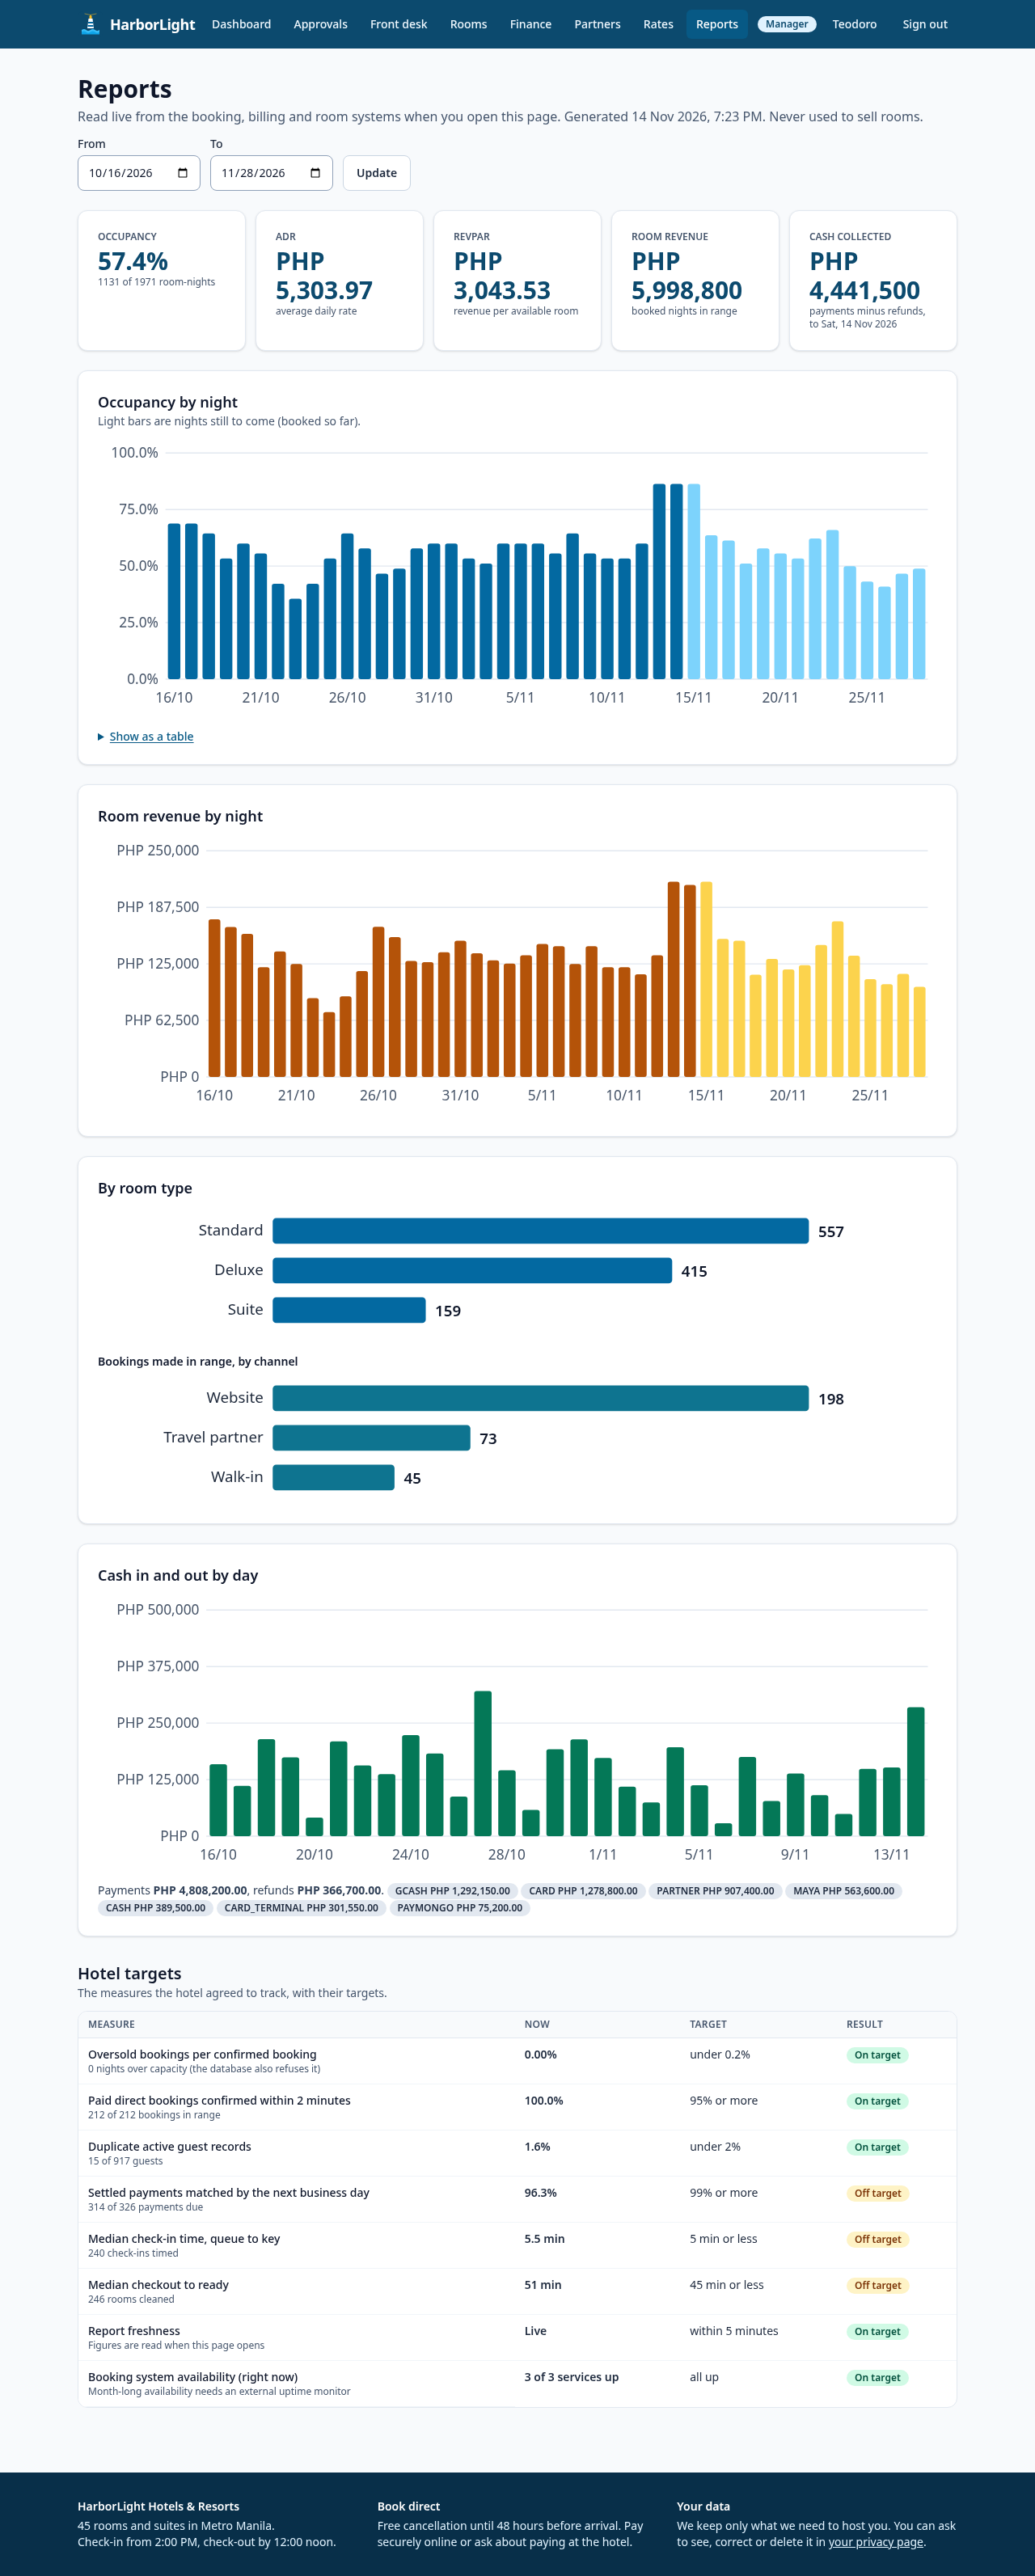 HarborLight Dashboard Approvals Front desk Rooms Finance Partners Rates Reports Manager Teodoro Sign out
Reports
Read live from the booking, billing and room systems when you open this page. Generated 14 Nov 2026, 7:23 PM. Never used to sell rooms.
From To
10/16/2026 11/28/2026 Update
OCCUPANCY
57.4%
1131 of 1971 room-nights
ADR
PHP
5,303.97
average daily rate
REVPAR
PHP
3,043.53
revenue per available room
ROOM REVENUE
PHP
5,998,800
booked nights in range
CASH COLLECTED
PHP
4,441,500
payments minus refunds,
to Sat, 14 Nov 2026
Occupancy by night
Light bars are nights still to come (booked so far).
100.0%
75.0%
50.0%
25.0%
0.0%
16/10 21/10 26/10 31/10 5/11 10/11 15/11 20/11 25/11
Show as a table
Room revenue by night
PHP 250,000
PHP 187,500
PHP 125,000
PHP 62,500
PHP 0
16/10 21/10 26/10 31/10 5/11 10/11 15/11 20/11 25/11
By room type
Standard 557
Deluxe 415
Suite 159
Bookings made in range, by channel
Website 198
Travel partner 73
Walk-in 45
Cash in and out by day
PHP 500,000
PHP 375,000
PHP 250,000
PHP 125,000
PHP 0
16/10 20/10 24/10 28/10 1/11 5/11 9/11 13/11
Payments PHP 4,808,200.00, refunds PHP 366,700.00. GCASH PHP 1,292,150.00 CARD PHP 1,278,800.00 PARTNER PHP 907,400.00 MAYA PHP 563,600.00
CASH PHP 389,500.00 CARD_TERMINAL PHP 301,550.00 PAYMONGO PHP 75,200.00
Hotel targets
The measures the hotel agreed to track, with their targets.
MEASURE NOW TARGET RESULT
Oversold bookings per confirmed booking 0.00% under 0.2% On target
0 nights over capacity (the database also refuses it)
Paid direct bookings confirmed within 2 minutes 100.0% 95% or more On target
212 of 212 bookings in range
Duplicate active guest records 1.6% under 2% On target
15 of 917 guests
Settled payments matched by the next business day 96.3% 99% or more Off target
314 of 326 payments due
Median check-in time, queue to key 5.5 min 5 min or less Off target
240 check-ins timed
Median checkout to ready 51 min 45 min or less Off target
246 rooms cleaned
Report freshness Live within 5 minutes On target
Figures are read when this page opens
Booking system availability (right now) 3 of 3 services up all up On target
Month-long availability needs an external uptime monitor
HarborLight Hotels & Resorts
45 rooms and suites in Metro Manila.
Check-in from 2:00 PM, check-out by 12:00 noon.
Book direct
Free cancellation until 48 hours before arrival. Pay
securely online or ask about paying at the hotel.
Your data
We keep only what we need to host you. You can ask
to see, correct or delete it in your privacy page.